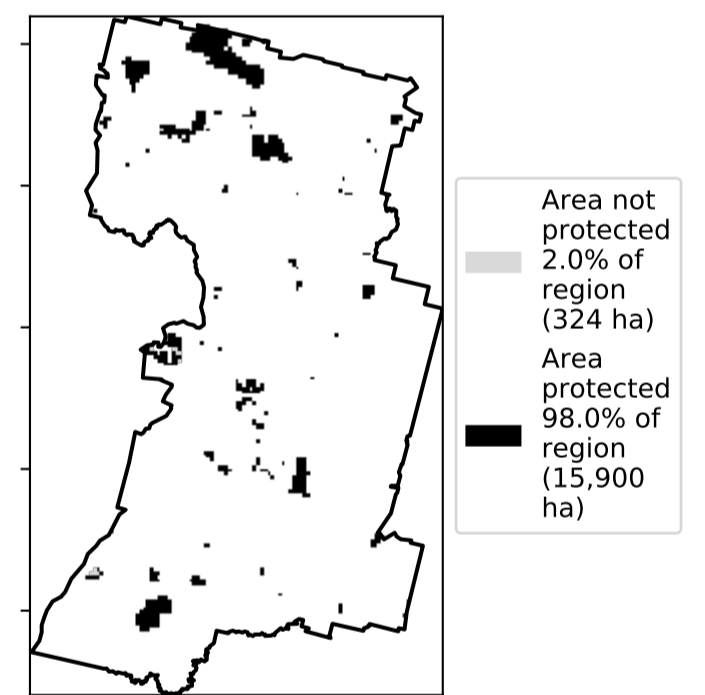 Area not
protected
2.0% of
region
(324 ha)
Area
protected
98.0% of
region
(15,900
ha)